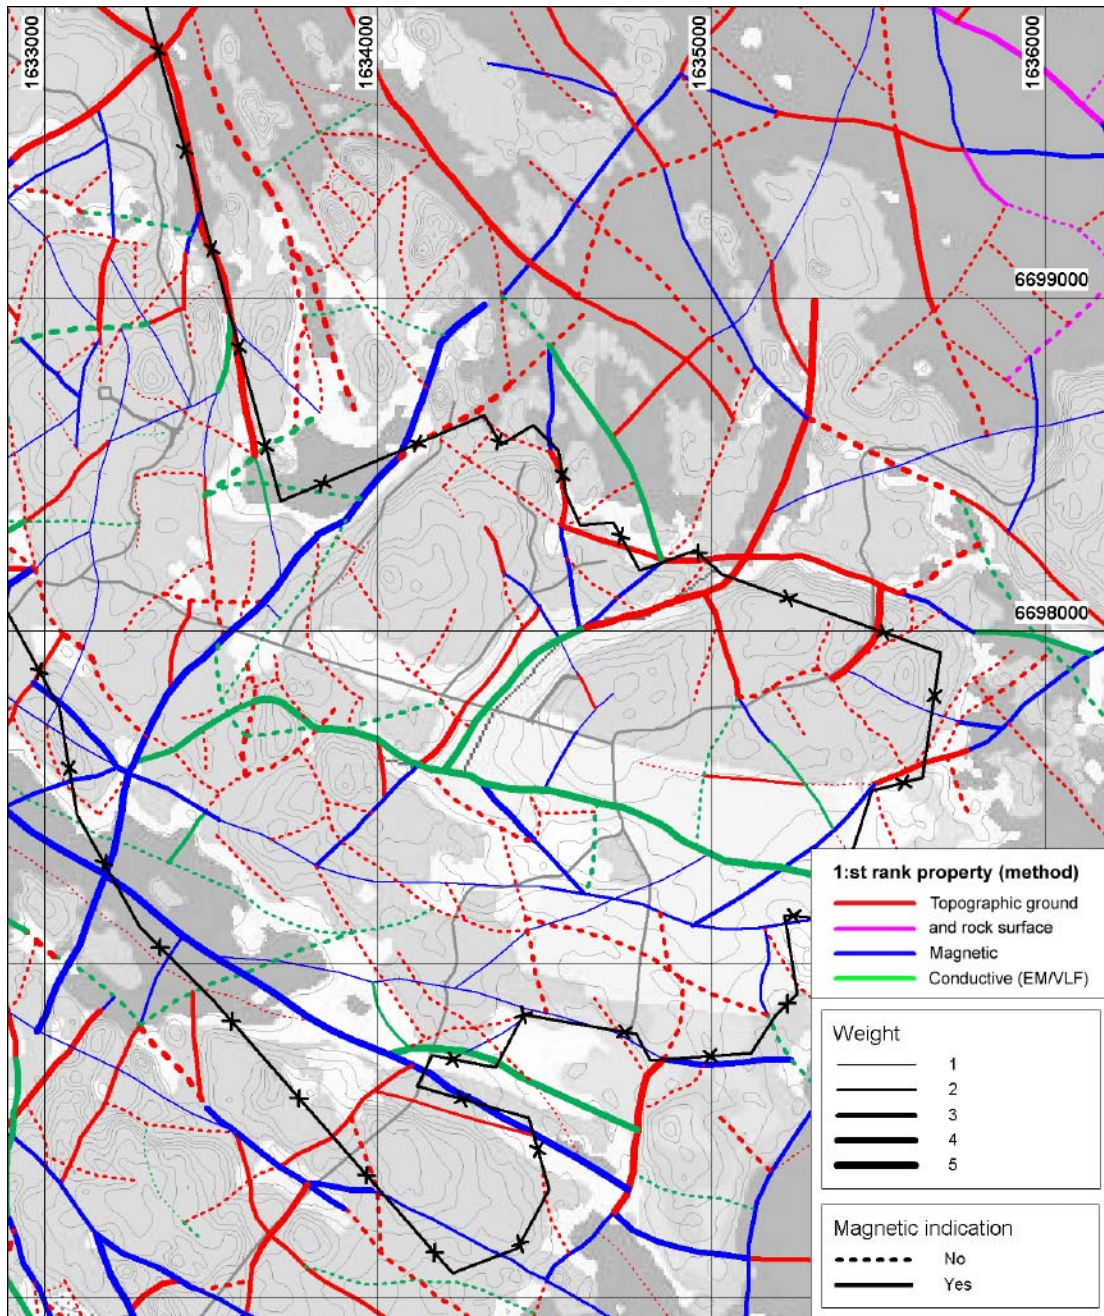 1633000
1634000
1635000
1636000
6699000
6698000
1:st rank property (method)
Topographic ground
and rock surface
Magnetic
Conductive (EM/VLF)
Weight
1
2
3
4
5
Magnetic indication
No
Yes